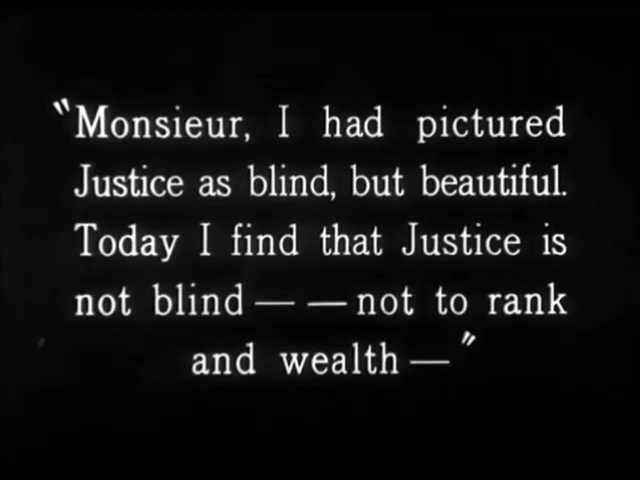 "Monsieur, I had pictured
Justice as blind, but beautiful.
Today I find that Justice is
not blind — — not to rank
and wealth — "